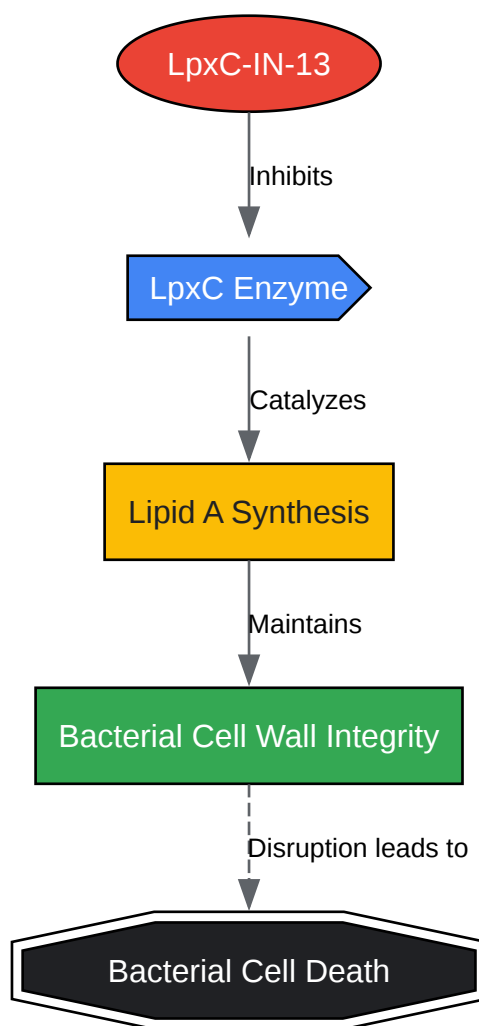 LpxC-IN-13
Inhibits
LpxC Enzyme
Catalyzes
Lipid A Synthesis
Maintains
Bacterial Cell Wall Integrity
Disruption leads to
Bacterial Cell Death